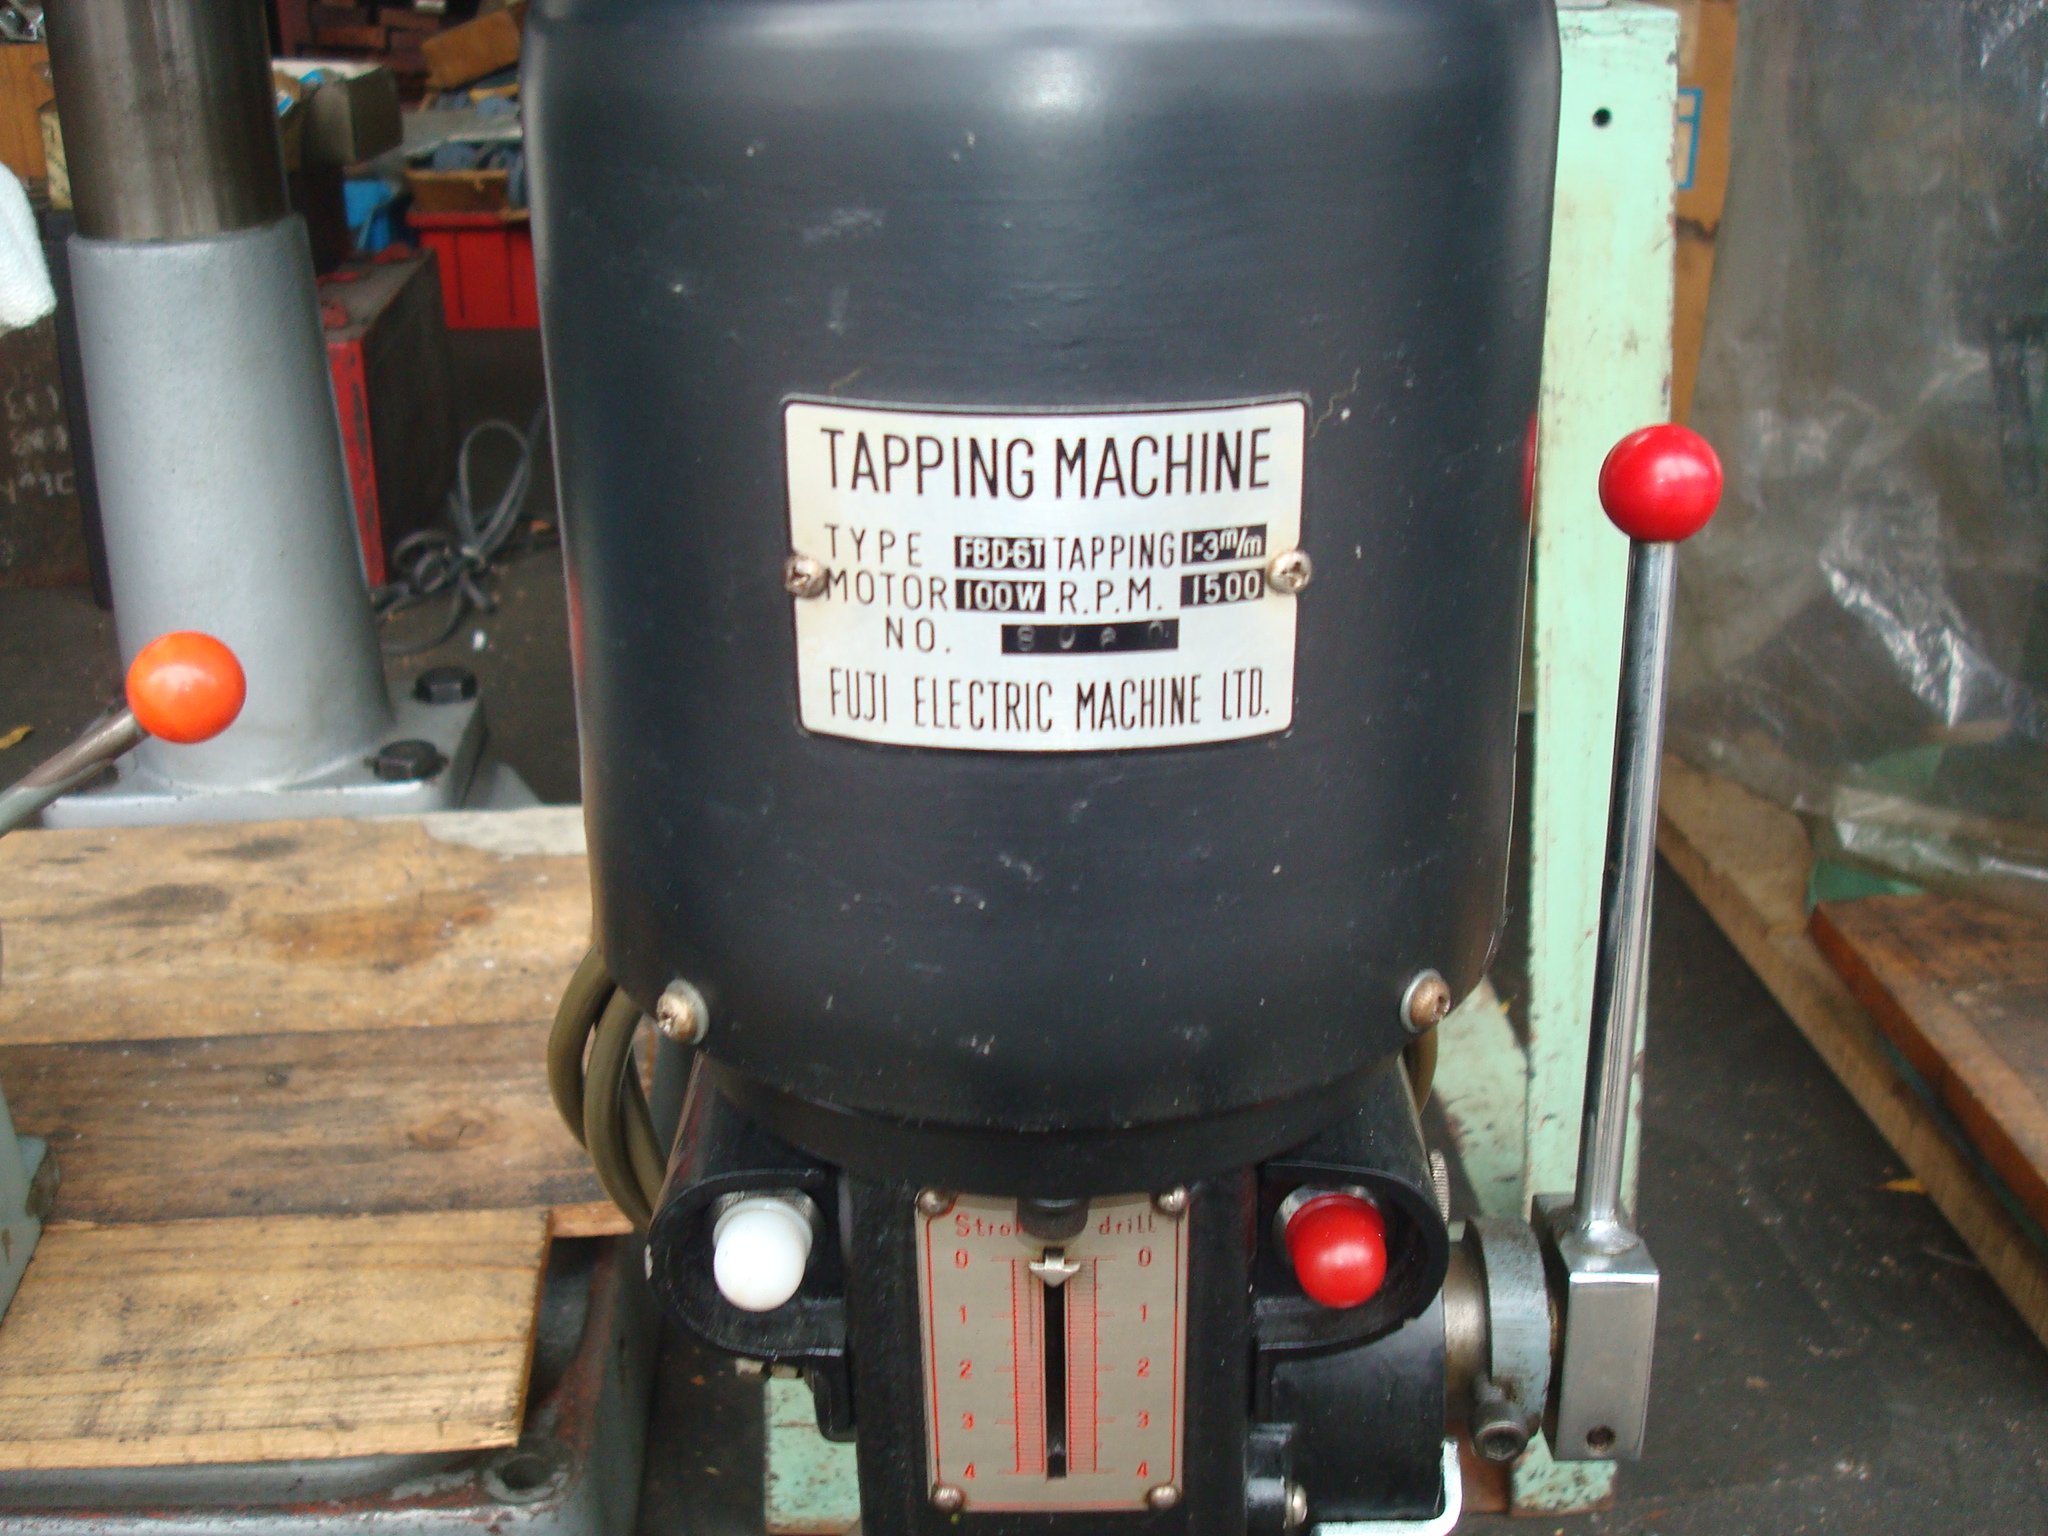 TAPPING MACHINE
TYPE FBD-6T TAPPING 1-3 m/m
MOTOR 100W R.P.M. 1500
NO.
FUJI ELECTRIC MACHINE LTD.
drill
0 0
1 1
2 2
3 3
4 4